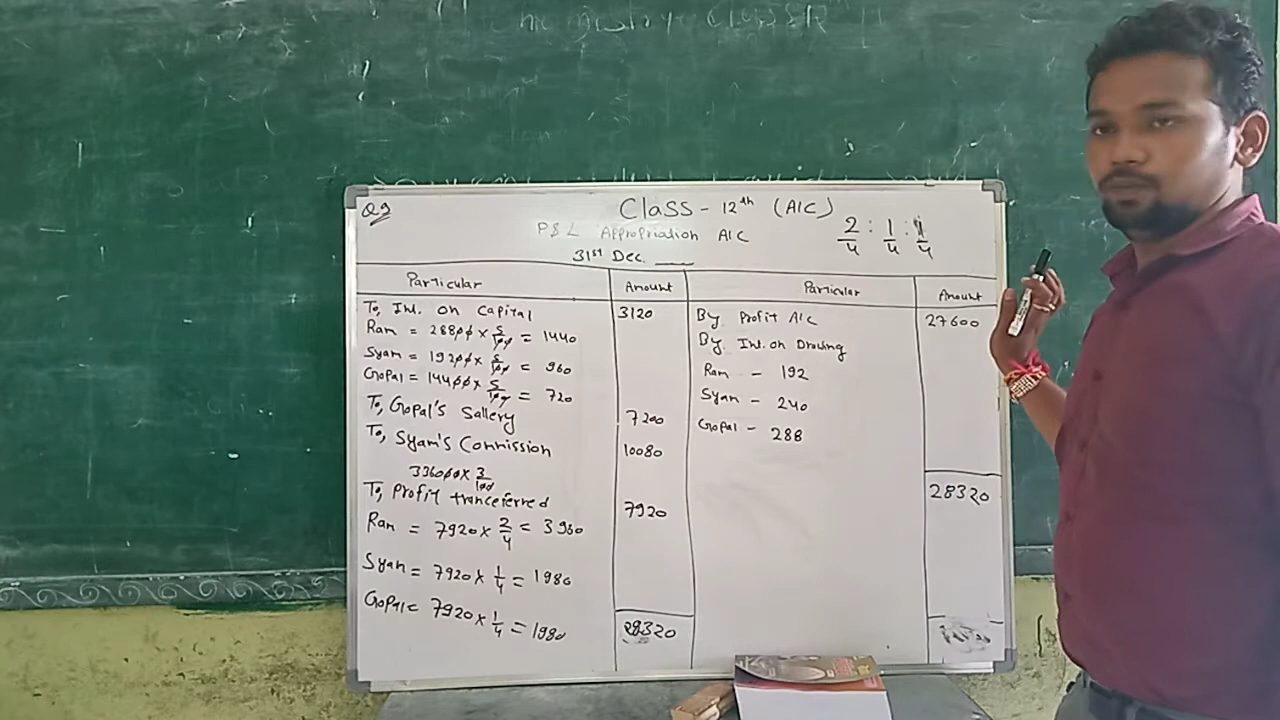 Q9
Class - 12th (A/C)
P&L Appropriation A/C
31st Dec.
2/4 : 1/4 : 1/4
Particular Amount Particular Amount
To, Int. on Capital 3120
Ram = 28800 × 5/100 = 1440
Syam = 19200 × 5/100 = 960
Gopal = 14400 × 5/100 = 720
To, Gopal's Sallery 7200
To, Syam's Commission 10080
336000 × 3/100
To, Profit tranceferred 7920
Ram = 7920 × 2/4 = 3960
Syam = 7920 × 1/4 = 1980
Gopal = 7920 × 1/4 = 1980
28320
By Profit A/C 27600
By Int. on Drawing
Ram - 192
Syam - 240
Gopal - 288
28320